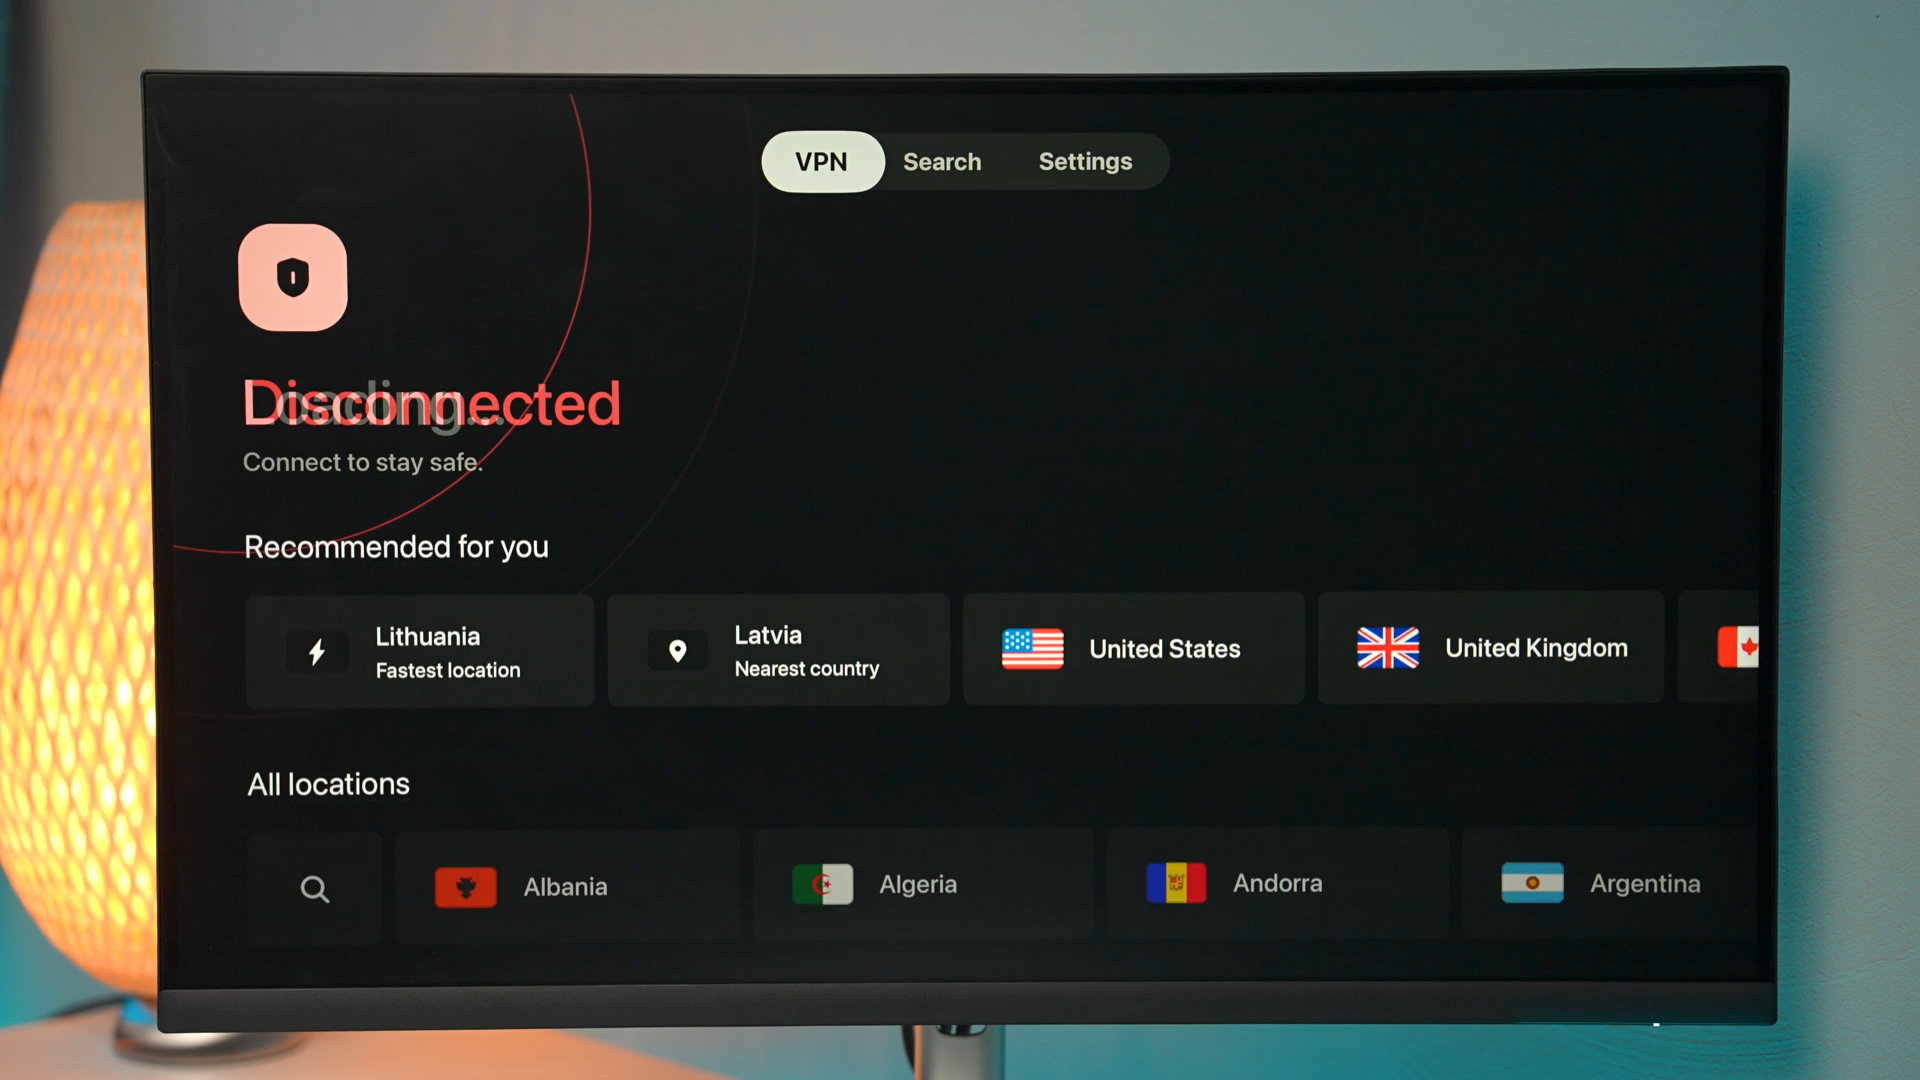 VPN Search Settings
Disconnected
Loading...
Connect to stay safe.
Recommended for you
Lithuania
Fastest location
Latvia
Nearest country
United States
United Kingdom
All locations
Albania
Algeria
Andorra
Argentina